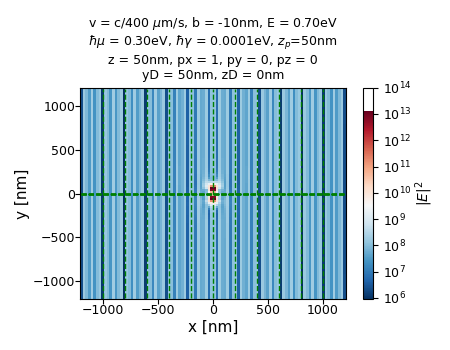 v = c/400 μm/s, b = -10nm, E = 0.70eV
ħμ = 0.30eV, ħγ = 0.0001eV, z_p=50nm
z = 50nm, px = 1, py = 0, pz = 0
yD = 50nm, zD = 0nm
y [nm]
1000
500
0
−500
−1000
−1000 −500 0 500 1000
x [nm]
10^14
10^13
10^12
10^11
10^10
10^9
10^8
10^7
10^6
|E|^2